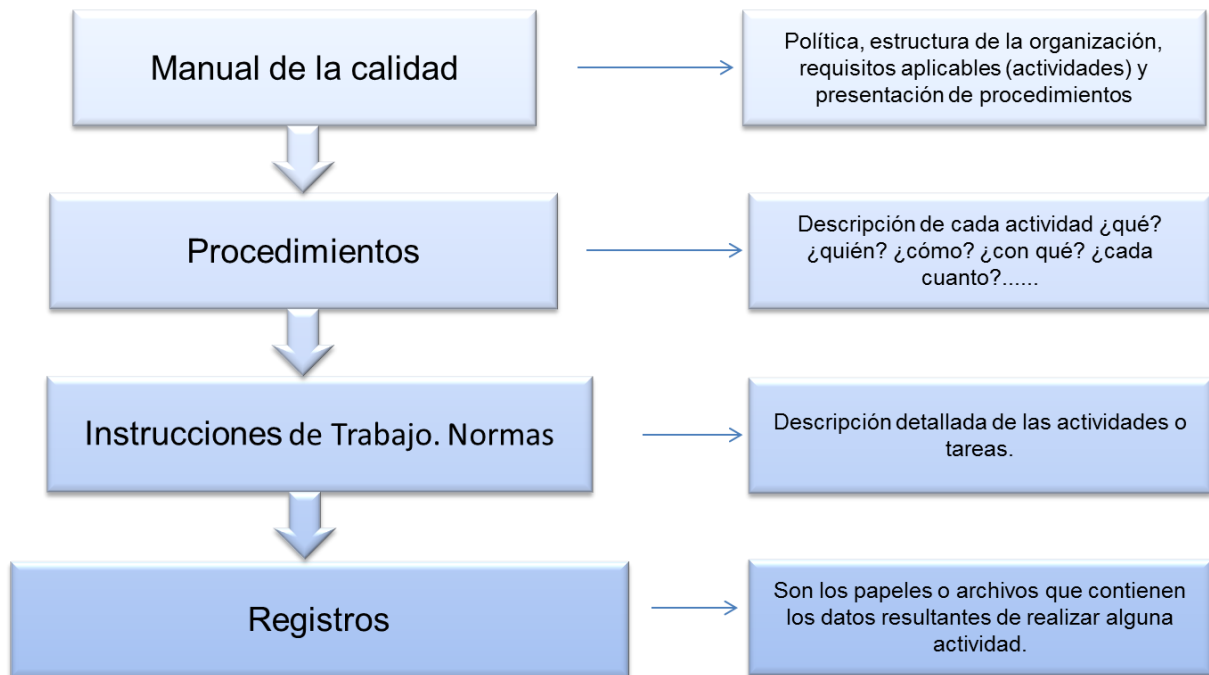 Manual de la calidad
Política, estructura de la organización,
requisitos aplicables (actividades) y
presentación de procedimientos
Procedimientos
Descripción de cada actividad ¿qué?
¿quién? ¿cómo? ¿con qué? ¿cada
cuanto?......
Instrucciones de Trabajo. Normas
Descripción detallada de las actividades o
tareas.
Registros
Son los papeles o archivos que contienen
los datos resultantes de realizar alguna
actividad.